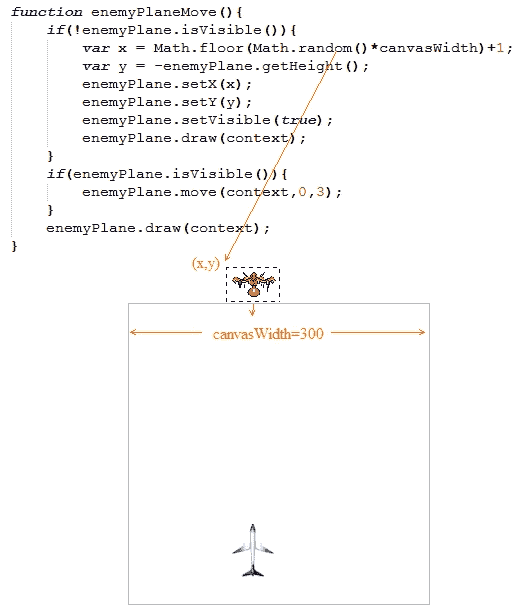 function enemyPlaneMove(){
if(!enemyPlane.isVisible()){
var x = Math.floor(Math.random()*canvasWidth)+1;
var y = -enemyPlane.getHeight();
enemyPlane.setX(x);
enemyPlane.setY(y);
enemyPlane.setVisible(true);
enemyPlane.draw(context);
}
if(enemyPlane.isVisible()){
enemyPlane.move(context,0,3);
}
enemyPlane.draw(context);
}
(x,y)
canvasWidth=300